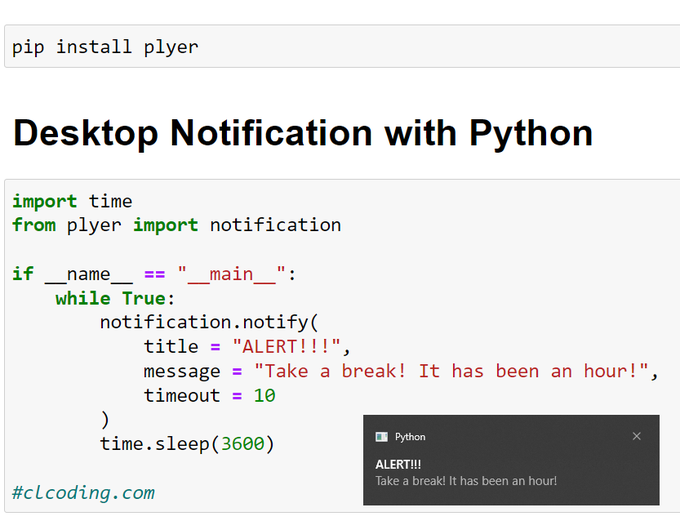 pip install plyer
Desktop Notification with Python
import time
from plyer import notification
if __name__ == "__main__":
    while True:
        notification.notify(
            title = "ALERT!!!",
            message = "Take a break! It has been an hour!",
            timeout = 10
        )
        time.sleep(3600)
#clcoding.com
Python
ALERT!!!
Take a break! It has been an hour!